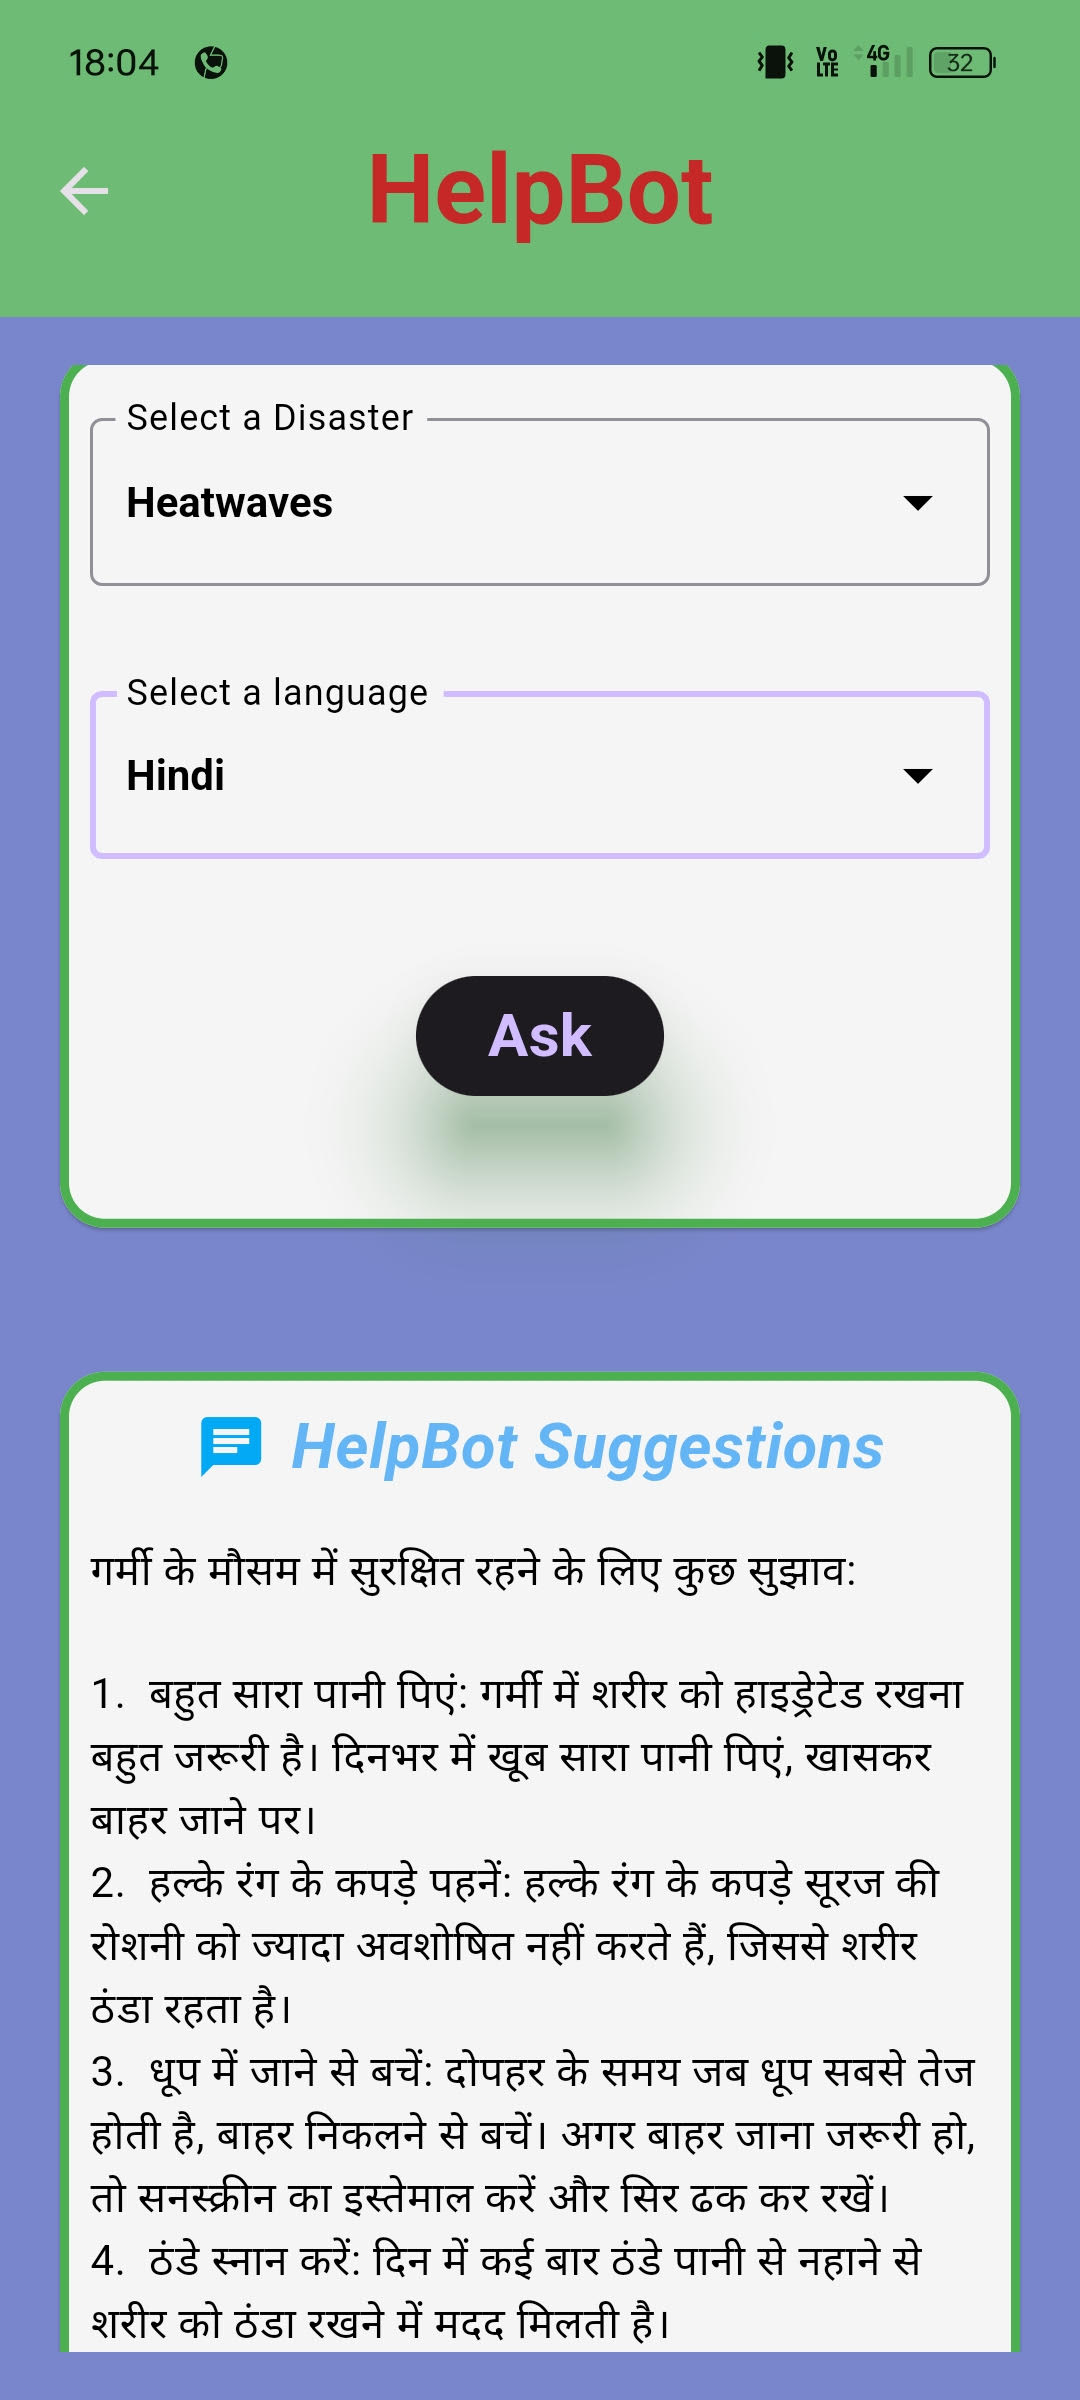 18:04
Vo LTE 4G 32
HelpBot
Select a Disaster
Heatwaves
Select a language
Hindi
Ask
HelpBot Suggestions
गर्मी के मौसम में सुरक्षित रहने के लिए कुछ सुझाव:
1. बहुत सारा पानी पिएं: गर्मी में शरीर को हाइड्रेटेड रखना
बहुत जरूरी है। दिनभर में खूब सारा पानी पिएं, खासकर
बाहर जाने पर।
2. हल्के रंग के कपड़े पहनें: हल्के रंग के कपड़े सूरज की
रोशनी को ज्यादा अवशोषित नहीं करते हैं, जिससे शरीर
ठंडा रहता है।
3. धूप में जाने से बचें: दोपहर के समय जब धूप सबसे तेज
होती है, बाहर निकलने से बचें। अगर बाहर जाना जरूरी हो,
तो सनस्क्रीन का इस्तेमाल करें और सिर ढक कर रखें।
4. ठंडे स्नान करें: दिन में कई बार ठंडे पानी से नहाने से
शरीर को ठंडा रखने में मदद मिलती है।